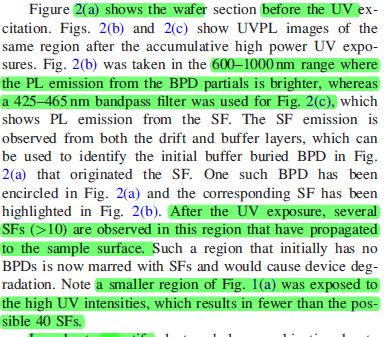 Figure 2(a) shows the wafer section before the UV ex-
citation. Figs. 2(b) and 2(c) show UVPL images of the
same region after the accumulative high power UV expo-
sures. Fig. 2(b) was taken in the 600–1000 nm range where
the PL emission from the BPD partials is brighter, whereas
a 425–465 nm bandpass filter was used for Fig. 2(c), which
shows PL emission from the SF. The SF emission is
observed from both the drift and buffer layers, which can
be used to identify the initial buffer buried BPD in Fig.
2(a) that originated the SF. One such BPD has been
encircled in Fig. 2(a) and the corresponding SF has been
highlighted in Fig. 2(b). After the UV exposure, several
SFs (>10) are observed in this region that have propagated
to the sample surface. Such a region that initially has no
BPDs is now marred with SFs and would cause device deg-
radation. Note a smaller region of Fig. 1(a) was exposed to
the high UV intensities, which results in fewer than the pos-
sible 40 SFs.